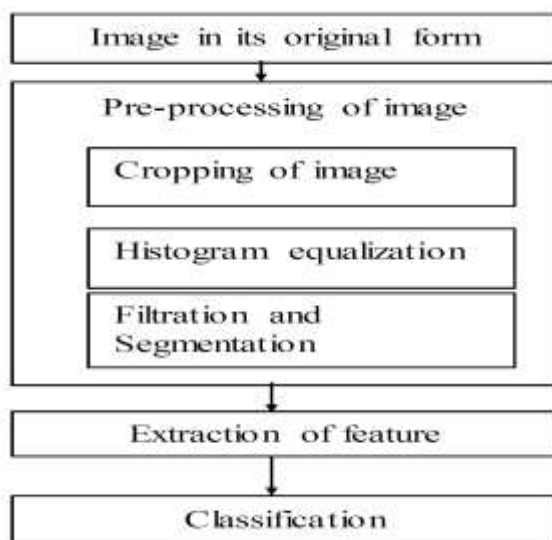 Image in its original form
Pre-processing of image
Cropping of image
Histogram equalization
Filtration and
Segmentation
Extraction of feature
Classification